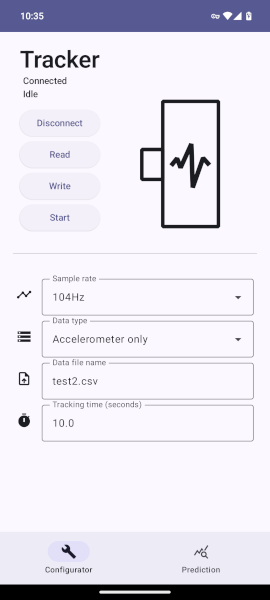 10:35
Tracker
Connected
Idle
Disconnect
Read
Write
Start
Sample rate
104Hz
Data type
Accelerometer only
Data file name
test2.csv
Tracking time (seconds)
10.0
Configurator
Prediction